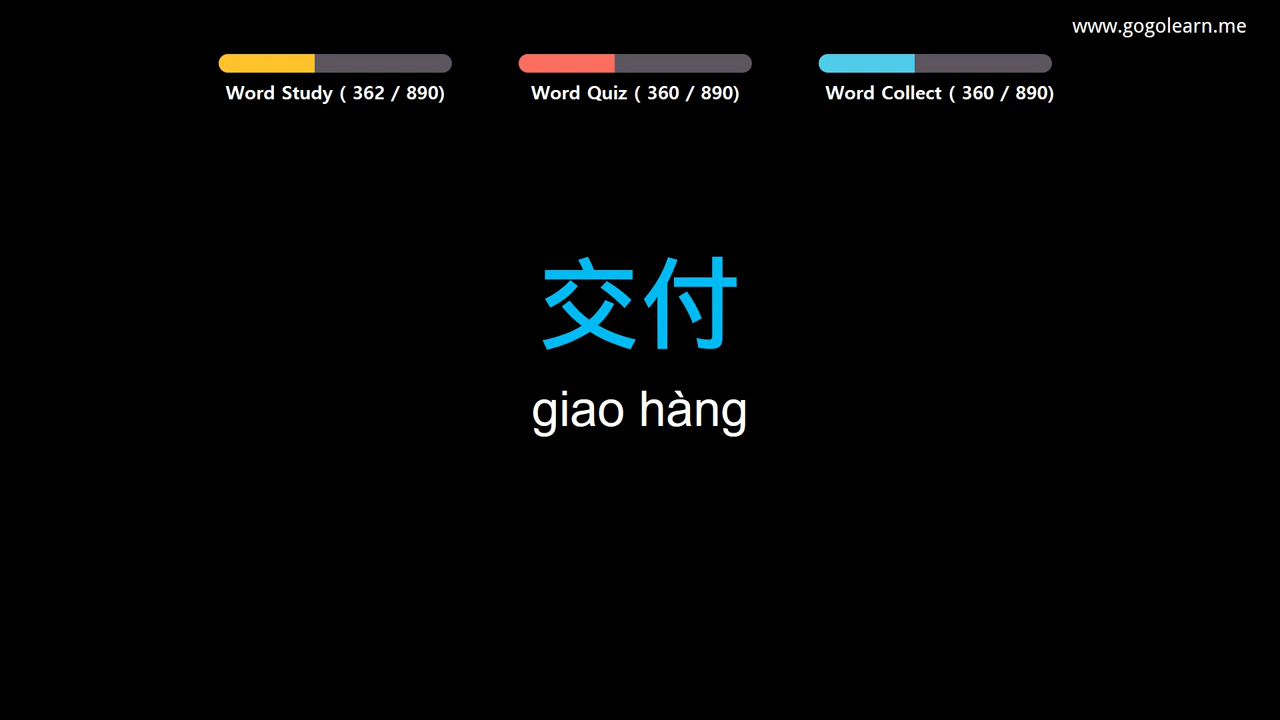 www.gogolearn.me
Word Study ( 362 / 890)
Word Quiz ( 360 / 890)
Word Collect ( 360 / 890)
交付
giao hàng